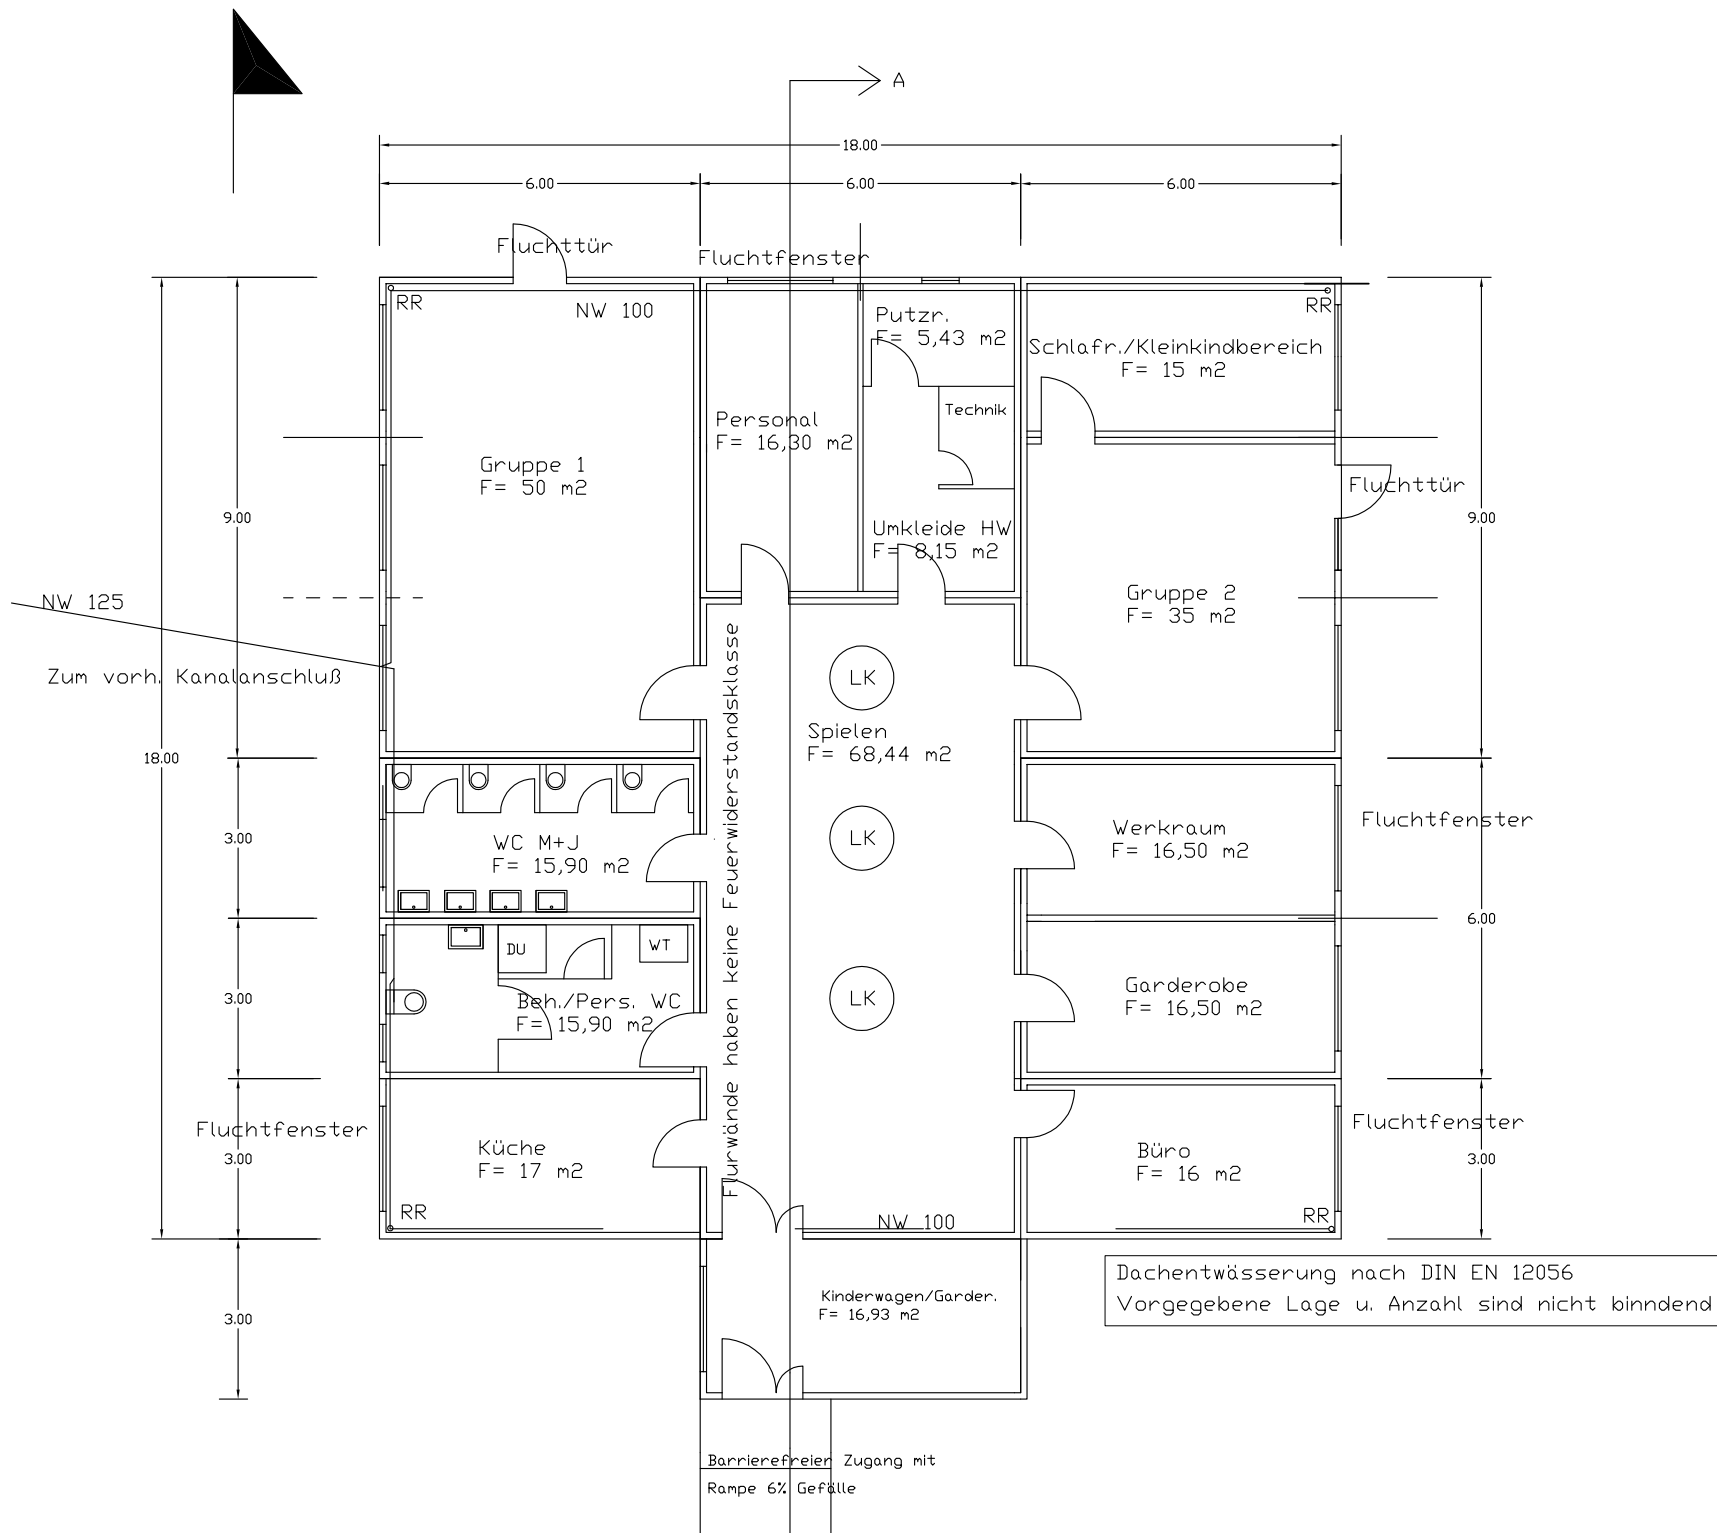 A
18.00
6.00
6.00
6.00
Fluchttür
Fluchtfenster
RR
NW 100
RR
Putzr.
F= 5,43 m2
Schlafr./Kleinkindbereich
F= 15 m2
Technik
Personal
F= 16,30 m2
Gruppe 1
F= 50 m2
Fluchttür
9.00
9.00
Umkleide HW
F= 8,15 m2
NW 125
Gruppe 2
F= 35 m2
Zum vorh. Kanalanschluß
LK
Flurwände haben keine Feuerwiderstandsklasse
Spielen
F= 68,44 m2
18.00
Fluchtfenster
3.00
WC M+J
F= 15,90 m2
LK
Werkraum
F= 16,50 m2
6.00
DU
WT
3.00
Beh./Pers. WC
F= 15,90 m2
LK
Garderobe
F= 16,50 m2
Fluchtfenster
3.00
Küche
F= 17 m2
Büro
F= 16 m2
Fluchtfenster
3.00
RR
NW 100
RR
Dachentwässerung nach DIN EN 12056
Vorgegebene Lage u. Anzahl sind nicht binndend
Kinderwagen/Garder.
F= 16,93 m2
3.00
Barrierefreier Zugang mit
Rampe 6% Gefälle